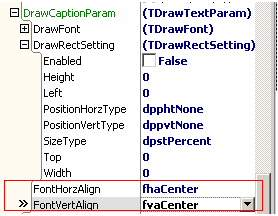 DrawCaptionParam (TDrawTextParam)
DrawFont (TDrawFont)
DrawRectSetting (TDrawRectSetting)
Enabled False
Height 0
Left 0
PositionHorzType dpphtNone
PositionVertType dppvtNone
SizeType dpstPercent
Top 0
Width 0
FontHorzAlign fhaCenter
» FontVertAlign fvaCenter